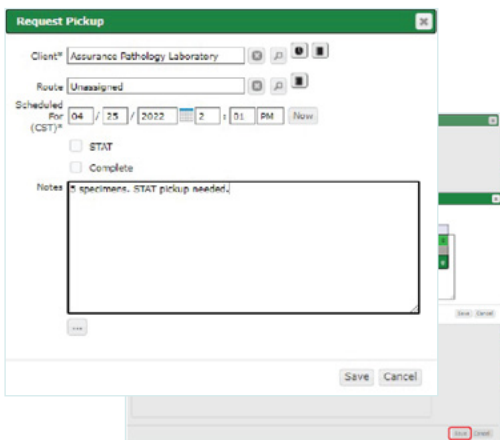 Request Pickup
Client* Assurance Pathology Laboratory
Route Unassigned
Scheduled
For 04 / 25 / 2022 2 : 01 PM Now
(CST)*
STAT
Complete
Notes 5 specimens. STAT pickup needed.
...
Save Cancel
Save Cancel
Save Cancel